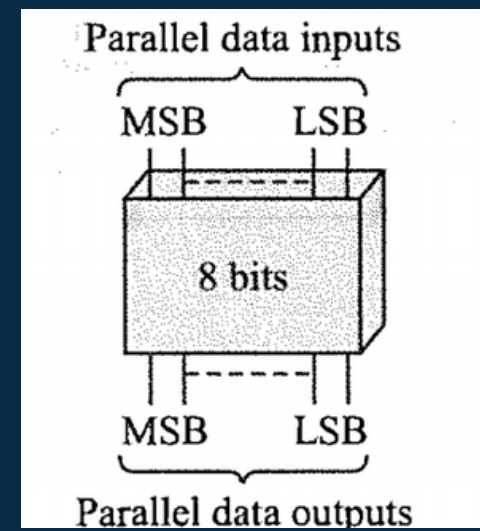 Parallel data inputs
MSB LSB
8 bits
MSB LSB
Parallel data outputs